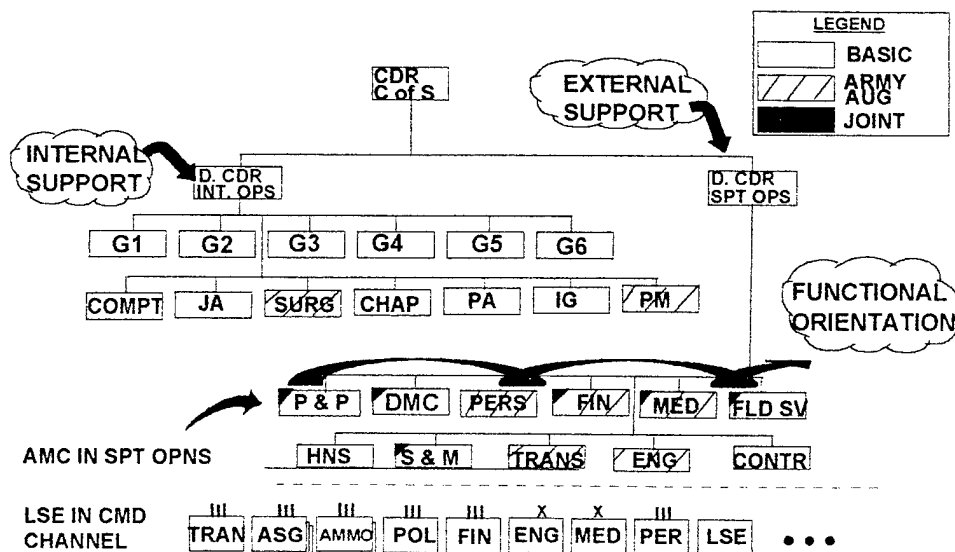 LEGEND
BASIC
ARMY
AUG
JOINT
CDR
C of S
EXTERNAL
SUPPORT
INTERNAL
SUPPORT
D. CDR
INT. OPS
D. CDR
SPT OPS
G1 G2 G3 G4 G5 G6
COMPT JA SURG CHAP PA IG PM
FUNCTIONAL
ORIENTATION
P & P DMC PERS FIN MED FLD SV
AMC IN SPT OPNS
HNS S & M TRANS ENG CONTR
LSE IN CMD
CHANNEL
III III III III III X X III
TRAN ASG AMMO POL FIN ENG MED PER LSE • • •